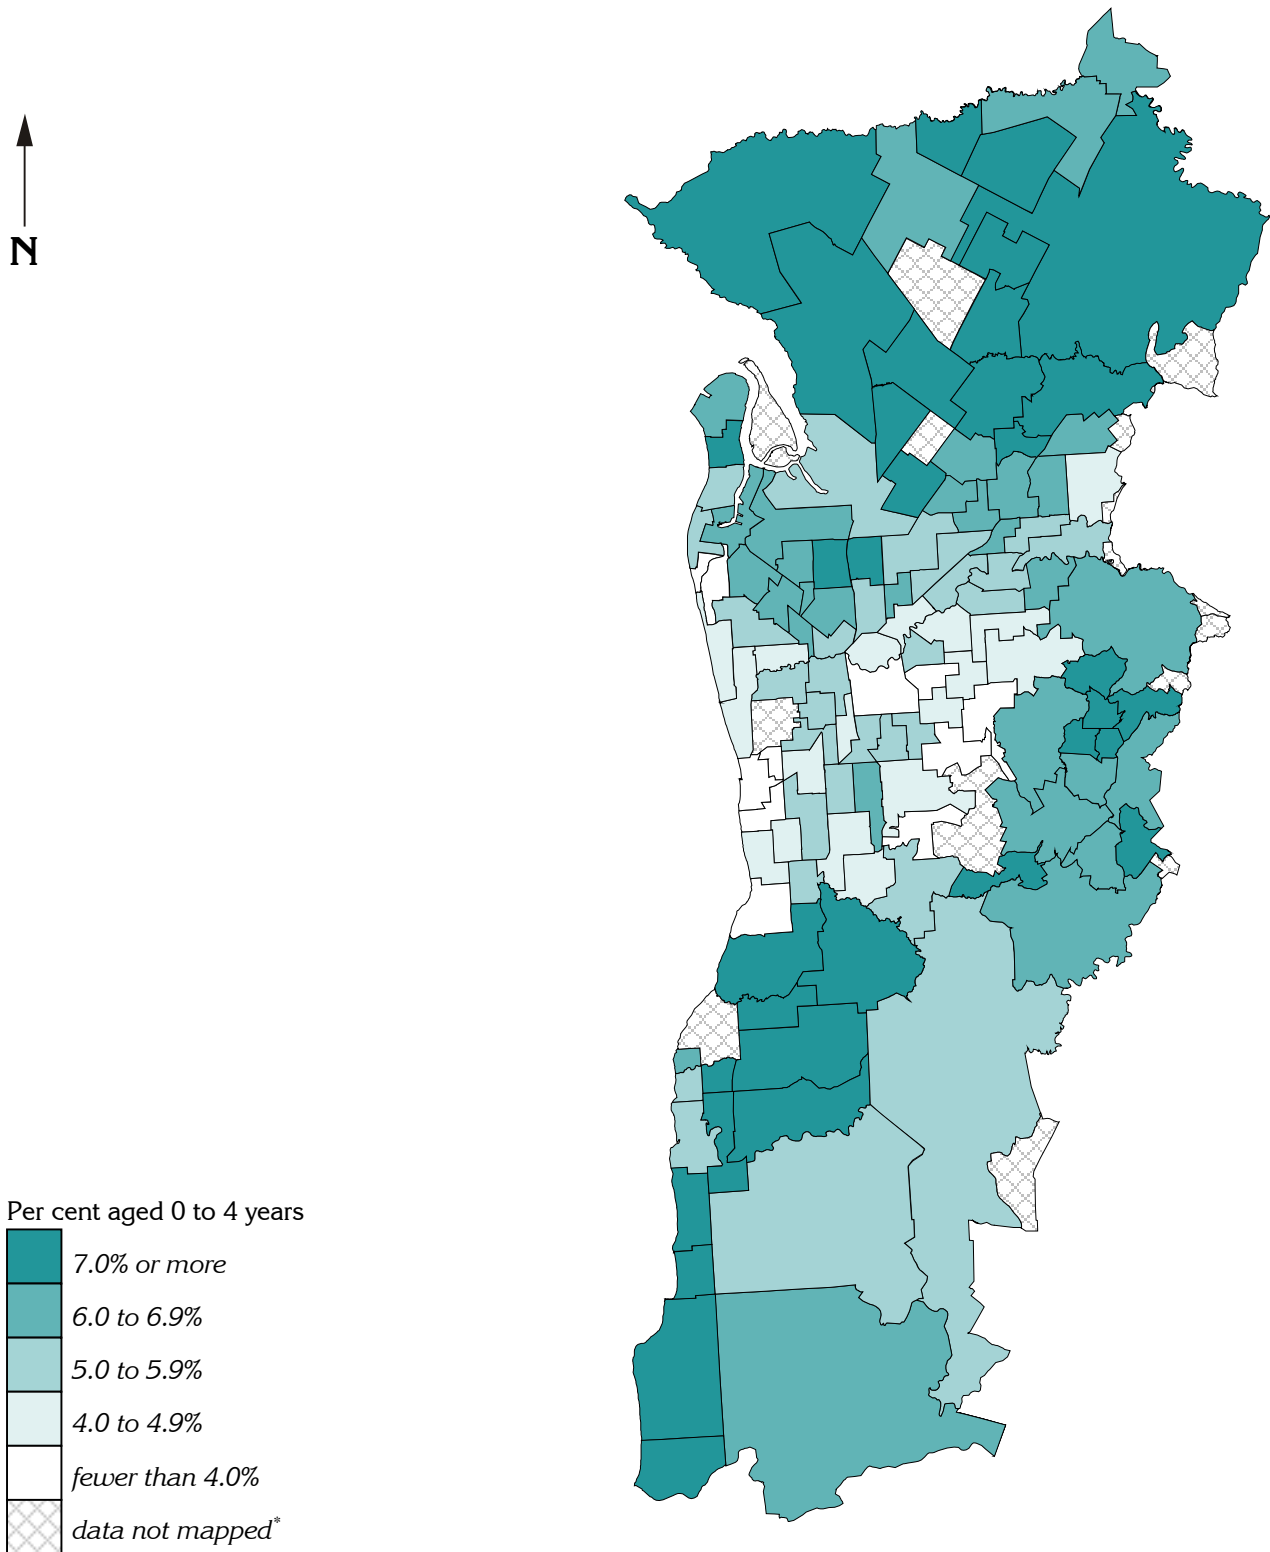 N
Per cent aged 0 to 4 years
7.0% or more
6.0 to 6.9%
5.0 to 5.9%
4.0 to 4.9%
fewer than 4.0%
data not mapped*